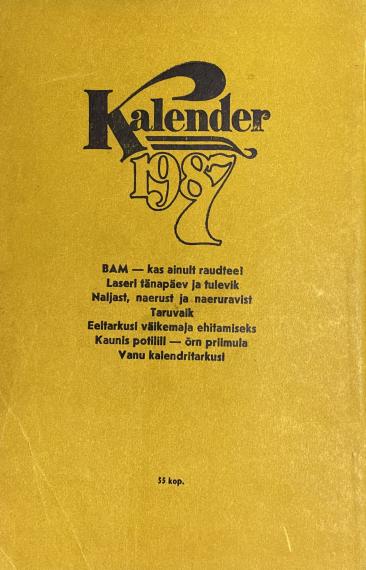 Kalender
1987
BAM — kas ainult raudtee?
Laseri tänapäev ja tulevik
Naljast, naerust ja naeruravist
Taruvaik
Eeltarkusi väikemaja ehitamiseks
Kaunis potilill — õrn priimula
Vanu kalendritarkusi
55 kop.